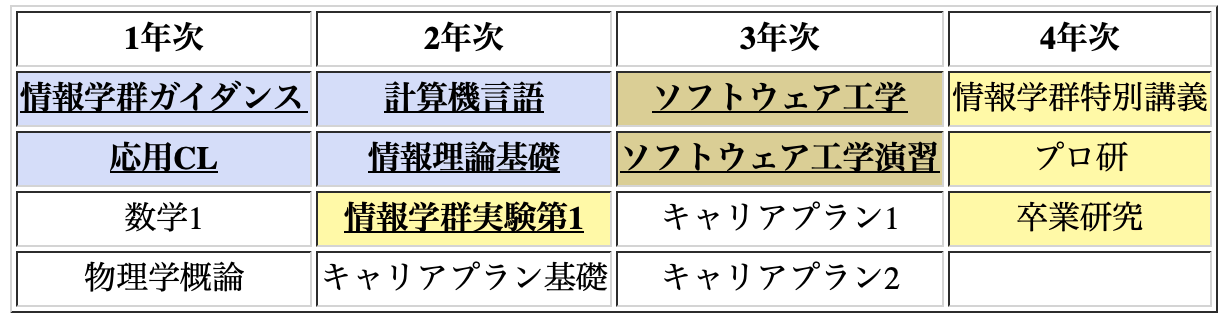 1年次 2年次 3年次 4年次
情報学群ガイダンス 計算機言語 ソフトウェア工学 情報学群特別講義
応用CL 情報理論基礎 ソフトウェア工学演習 プロ研
数学1 情報学群実験第1 キャリアプラン1 卒業研究
物理学概論 キャリアプラン基礎 キャリアプラン2